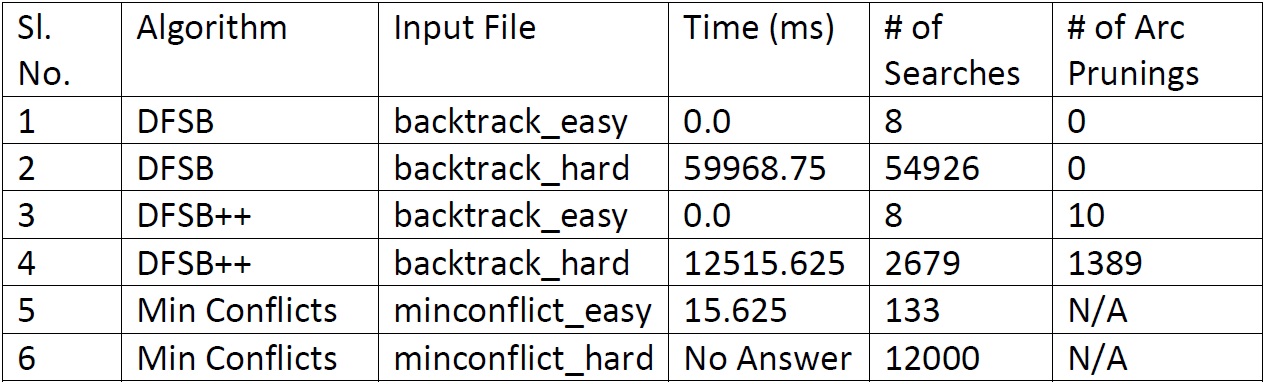 Sl. No. Algorithm Input File Time (ms) # of Searches # of Arc Prunings
1 DFSB backtrack_easy 0.0 8 0
2 DFSB backtrack_hard 59968.75 54926 0
3 DFSB++ backtrack_easy 0.0 8 10
4 DFSB++ backtrack_hard 12515.625 2679 1389
5 Min Conflicts minconflict_easy 15.625 133 N/A
6 Min Conflicts minconflict_hard No Answer 12000 N/A